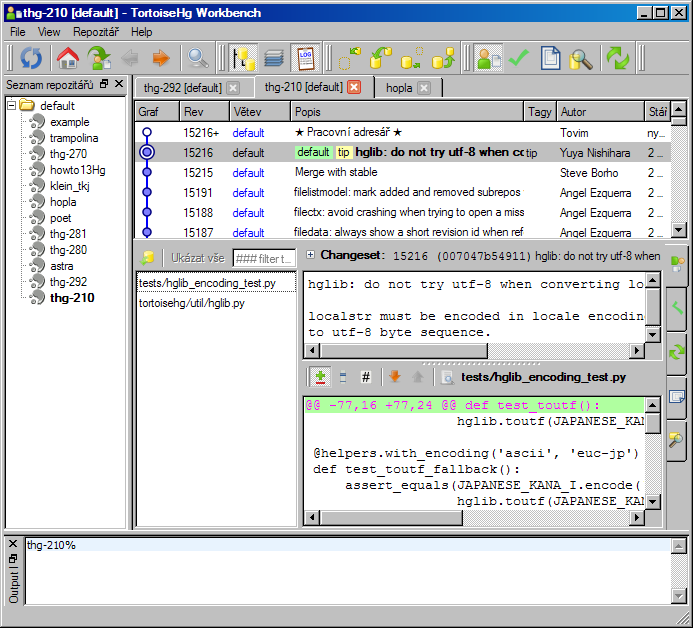 thg-210 [default] - TortoiseHg Workbench
File View Repozitář Help
LOG
Seznam repozitářů
default
example
trampolina
thg-270
howto13Hg
klein_tkj
hopla
poet
thg-281
thg-280
astra
thg-292
thg-210
thg-292 [default] thg-210 [default] hopla
Graf Rev Větev Popis Tagy Autor Stář
15216+ default ★ Pracovní adresář ★ Tovim ny...
15216 default default tip hglib: do not try utf-8 when cc tip Yuya Nishihara 2 ...
15215 default Merge with stable Steve Borho 2 ...
15191 default filelistmodel: mark added and removed subrepos Angel Ezquerra 2 ...
15188 default filectx: avoid crashing when trying to open a miss Angel Ezquerra 2 ...
15187 default filedata: always show a short revision id when ref Angel Ezquerra 2 ...
Ukázat vše ### filter t...
tests/hglib_encoding_test.py
tortoisehg/util/hglib.py
Changeset: 15216 (007047b54911) hglib: do not try utf-8 when
hglib: do not try utf-8 when converting lo
localstr must be encoded in locale encodin
to utf-8 byte sequence.
# tests/hglib_encoding_test.py
@@ -77,16 +77,24 @@ def test_toutf():
hglib.toutf(JAPANESE_KAN
@helpers.with_encoding('ascii', 'euc-jp')
def test_toutf_fallback():
assert_equals(JAPANESE_KANA_I.encode(
hglib.toutf(JAPANESE_KAN
Output l
thg-210%